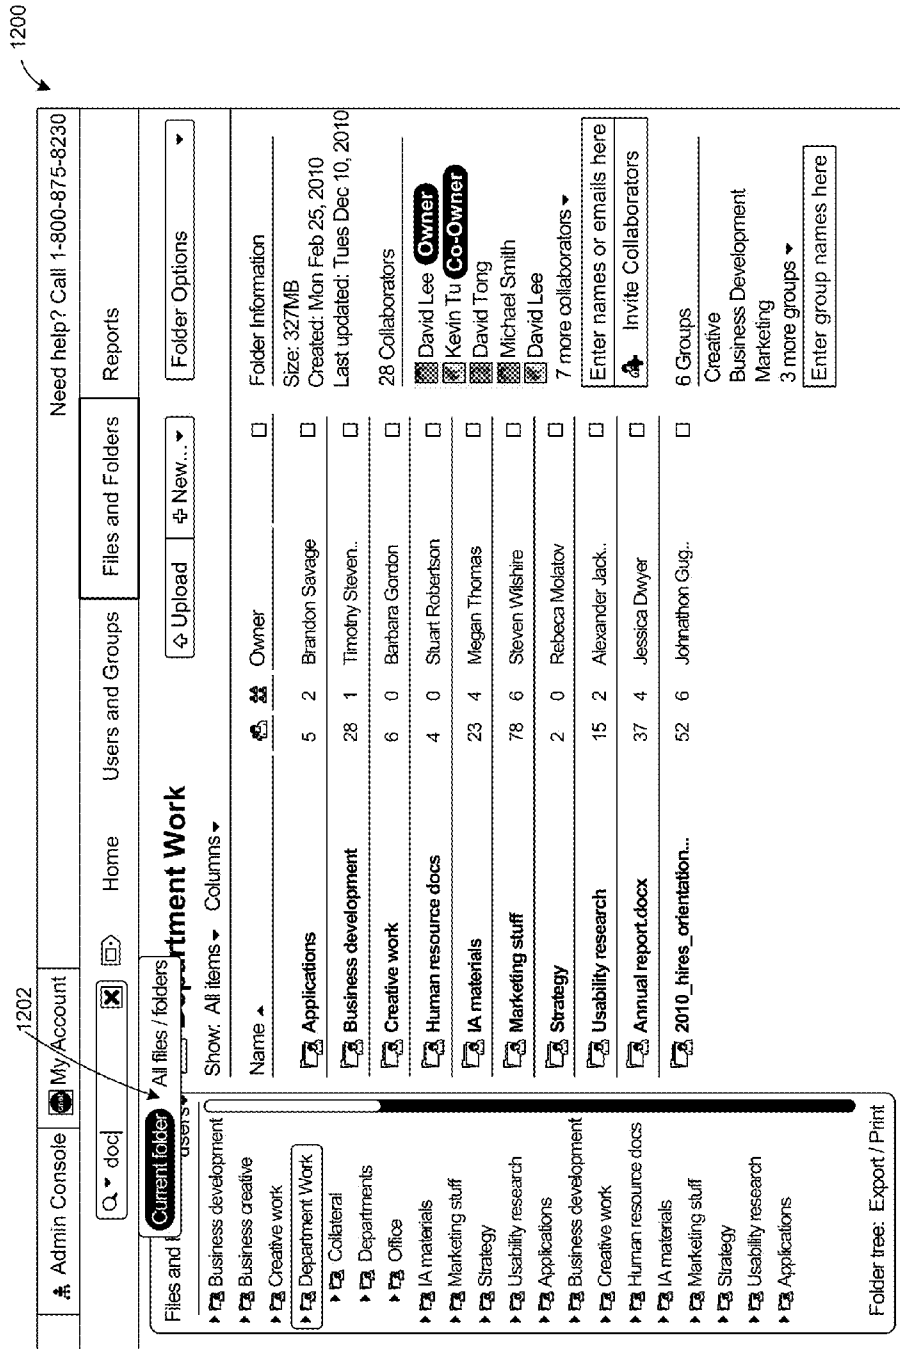 1200
1202
Admin Console
My Account
Need help? Call 1-800-875-8230
doc
Home
Users and Groups
Files and Folders
Reports
Current folder
All files / folders
Files and
users
Business development
Business creative
Creative work
Department Work
Collateral
Departments
Office
IA materials
Marketing stuff
Strategy
Usability research
Applications
Business development
Creative work
Human resource docs
IA materials
Marketing stuff
Strategy
Usability research
Applications
Folder tree: Export / Print
Department Work
Upload
New...
Folder Options
Show: All items Columns
Name Owner
Applications 5 2 Brandon Savage
Business development 28 1 Timothy Steven..
Creative work 6 0 Barbara Gordon
Human resource docs 4 0 Stuart Robertson
IA materials 23 4 Megan Thomas
Marketing stuff 78 6 Steven Wilshire
Strategy 2 0 Rebeca Molatov
Usability research 15 2 Alexander Jack..
Annual report.docx 37 4 Jessica Dwyer
2010_hires_orientation... 52 6 Johnathon Gug..
Folder Information
Size: 327MB
Created: Mon Feb 25, 2010
Last updated: Tues Dec 10, 2010
28 Collaborators
David Lee Owner
Kevin Tu Co-Owner
David Tong
Michael Smith
David Lee
7 more collaborators
Enter names or emails here
Invite Collaborators
6 Groups
Creative
Business Development
Marketing
3 more groups
Enter group names here